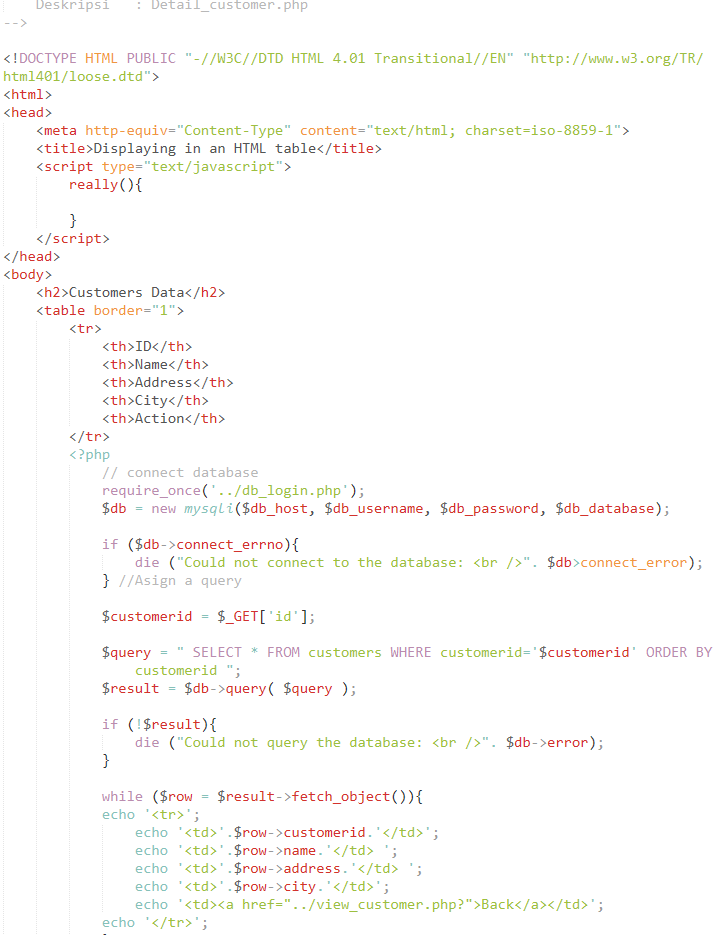 Deskripsi   : Detail_customer.php
-->
<!DOCTYPE HTML PUBLIC "-//W3C//DTD HTML 4.01 Transitional//EN" "http://www.w3.org/TR/
html401/loose.dtd">
<html>
<head>
    <meta http-equiv="Content-Type" content="text/html; charset=iso-8859-1">
    <title>Displaying in an HTML table</title>
    <script type="text/javascript">
        really(){
        }
    </script>
</head>
<body>
    <h2>Customers Data</h2>
    <table border="1">
        <tr>
            <th>ID</th>
            <th>Name</th>
            <th>Address</th>
            <th>City</th>
            <th>Action</th>
        </tr>
        <?php
            // connect database
            require_once('../db_login.php');
            $db = new mysqli($db_host, $db_username, $db_password, $db_database);
            if ($db->connect_errno){
                die ("Could not connect to the database: <br />". $db>connect_error);
            } //Asign a query
            $customerid = $_GET['id'];
            $query = " SELECT * FROM customers WHERE customerid='$customerid' ORDER BY
                customerid ";
            $result = $db->query( $query );
            if (!$result){
                die ("Could not query the database: <br />". $db->error);
            }
            while ($row = $result->fetch_object()){
            echo '<tr>';
                echo '<td>'.$row->customerid.'</td>';
                echo '<td>'.$row->name.'</td> ';
                echo '<td>'.$row->address.'</td> ';
                echo '<td>'.$row->city.'</td>';
                echo '<td><a href="../view_customer.php?">Back</a></td>';
            echo '</tr>';